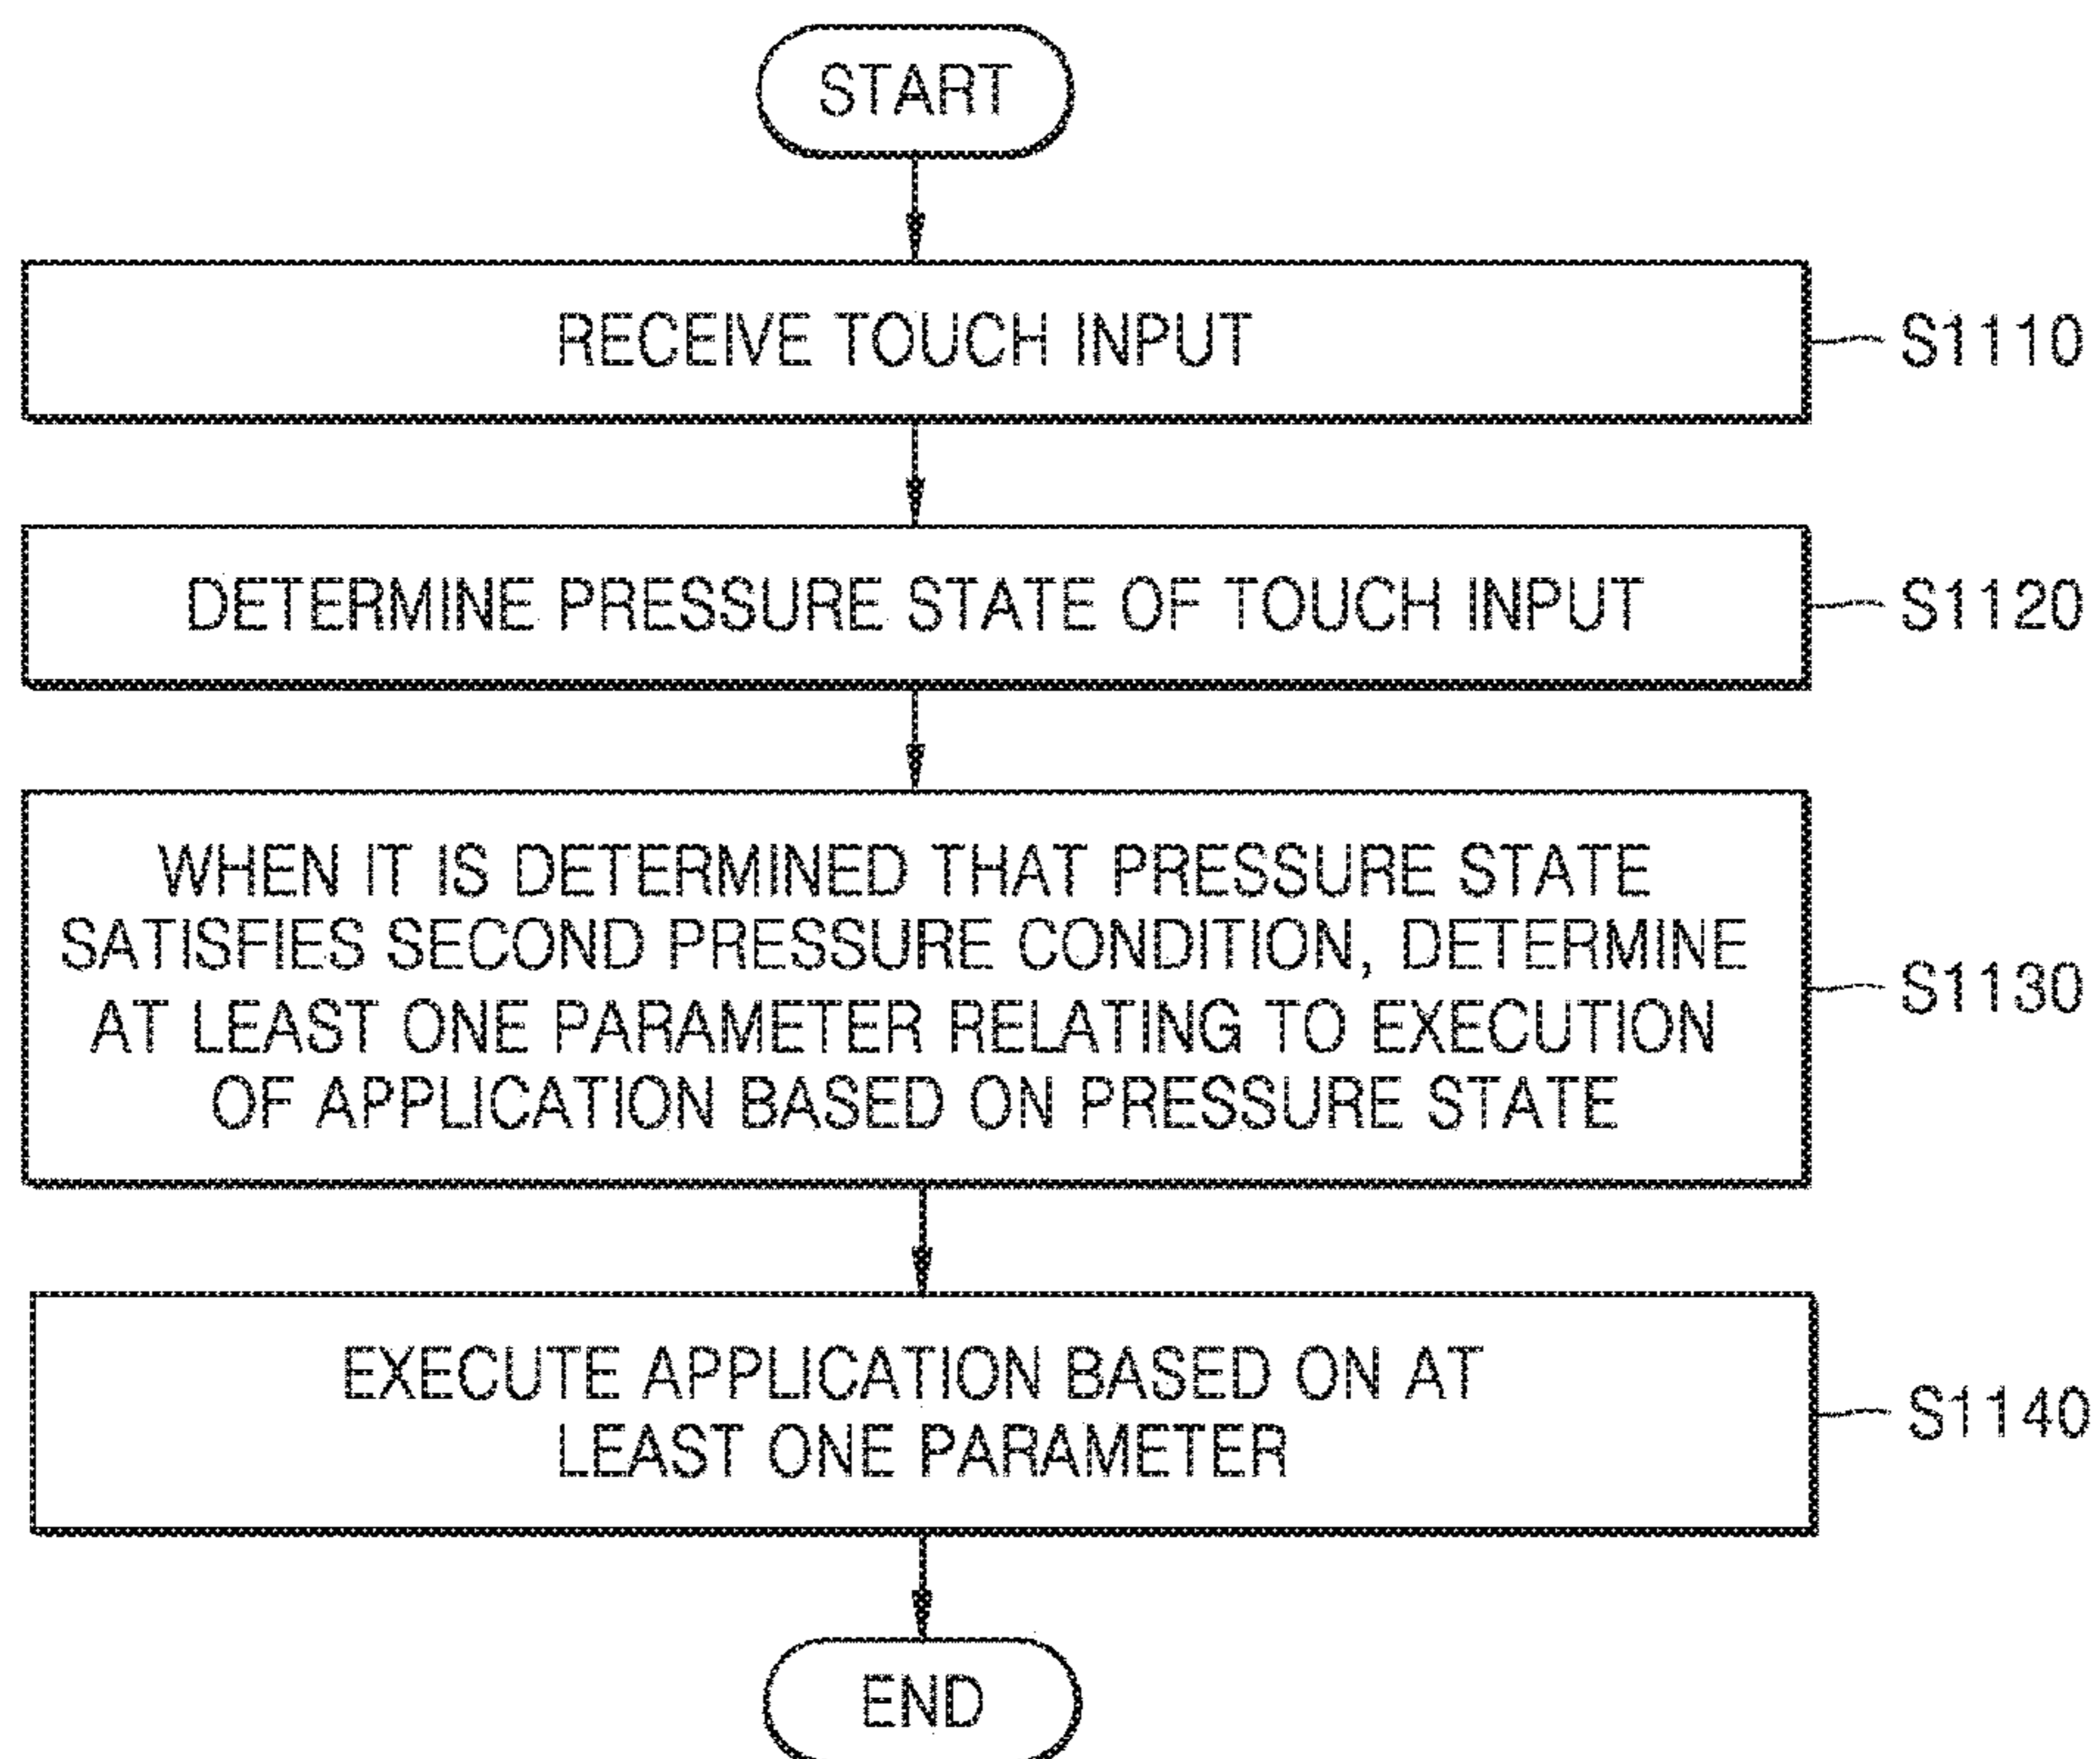 START
RECEIVE TOUCH INPUT
S1110
DETERMINE PRESSURE STATE OF TOUCH INPUT
S1120
WHEN IT IS DETERMINED THAT PRESSURE STATE
SATISFIES SECOND PRESSURE CONDITION, DETERMINE
AT LEAST ONE PARAMETER RELATING TO EXECUTION
OF APPLICATION BASED ON PRESSURE STATE
S1130
EXECUTE APPLICATION BASED ON AT
LEAST ONE PARAMETER
S1140
END